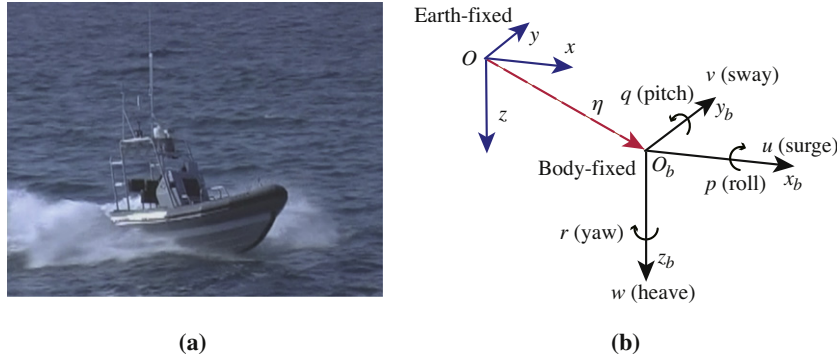 Earth-fixed
y
x
O
z
η
v (sway)
q (pitch)
y_b
u (surge)
Body-fixed
O_b
p (roll)
x_b
r (yaw)
z_b
w (heave)
(a)
(b)